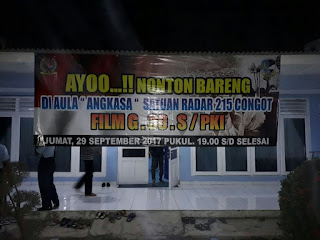 AYOO...!! NONTON BARENG
DI AULA " ANGKASA " SATUAN RADAR 215 CONGOT
FILM G . 30 . S / PKI
JUMAT, 29 SEPTEMBER 2017 PUKUL. 19.00 S/D SELESAI